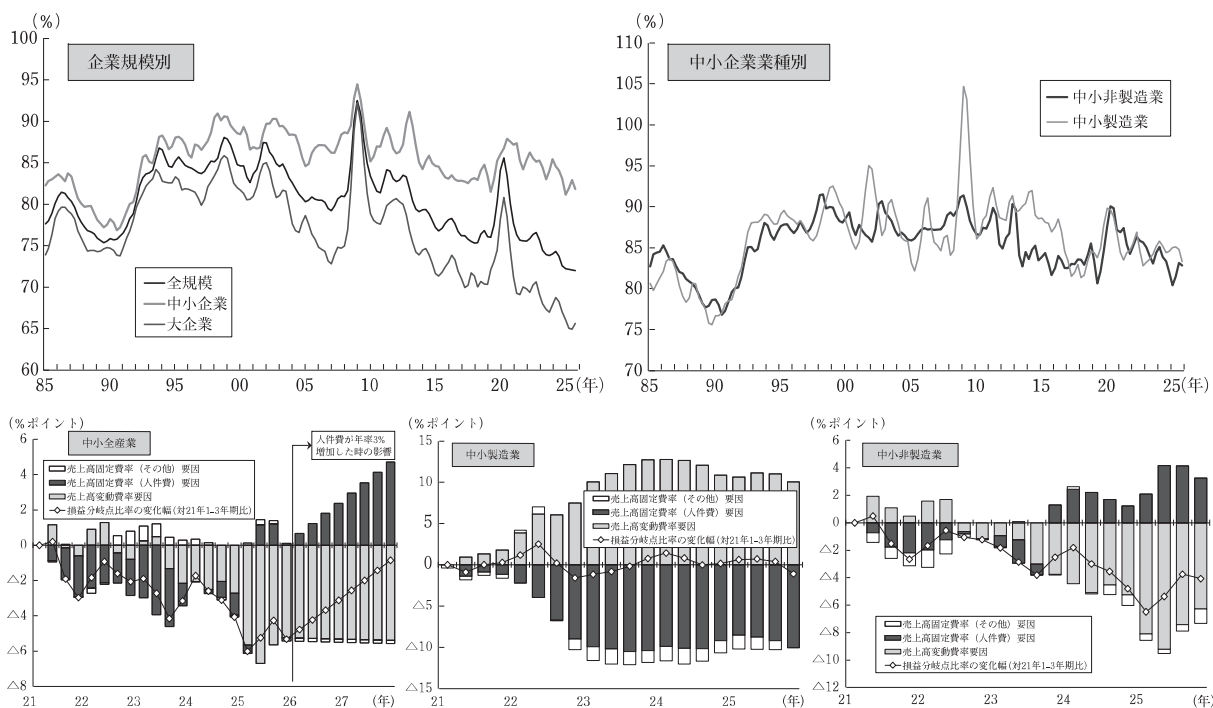 (%)
100
95
90
85
80
75
70
65
60
企業規模別
全規模
中小企業
大企業
85 90 95 00 05 10 15 20 25(年)
(%)
110
105
100
95
90
85
80
75
70
中小企業業種別
中小非製造業
中小製造業
85 90 95 00 05 10 15 20 25(年)
(%ポイント)
6
4
2
0
△2
△4
△6
△8
中小全産業
人件費が年率3%
増加した時の影響
売上高固定費率(その他)要因
売上高固定費率(人件費)要因
売上高変動費率要因
損益分岐点比率の変化幅(対21年1-3年期比)
21 22 23 24 25 26 27 (年)
(%ポイント)
15
10
5
0
△5
△10
△15
中小製造業
売上高固定費率(その他)要因
売上高固定費率(人件費)要因
売上高変動費率要因
損益分岐点比率の変化幅(対21年1-3年期比)
21 22 23 24 25 (年)
(%ポイント)
6
4
2
0
△2
△4
△6
△8
△10
△12
中小非製造業
売上高固定費率(その他)要因
売上高固定費率(人件費)要因
売上高変動費率要因
損益分岐点比率の変化幅(対21年1-3年期比)
21 22 23 24 25 (年)